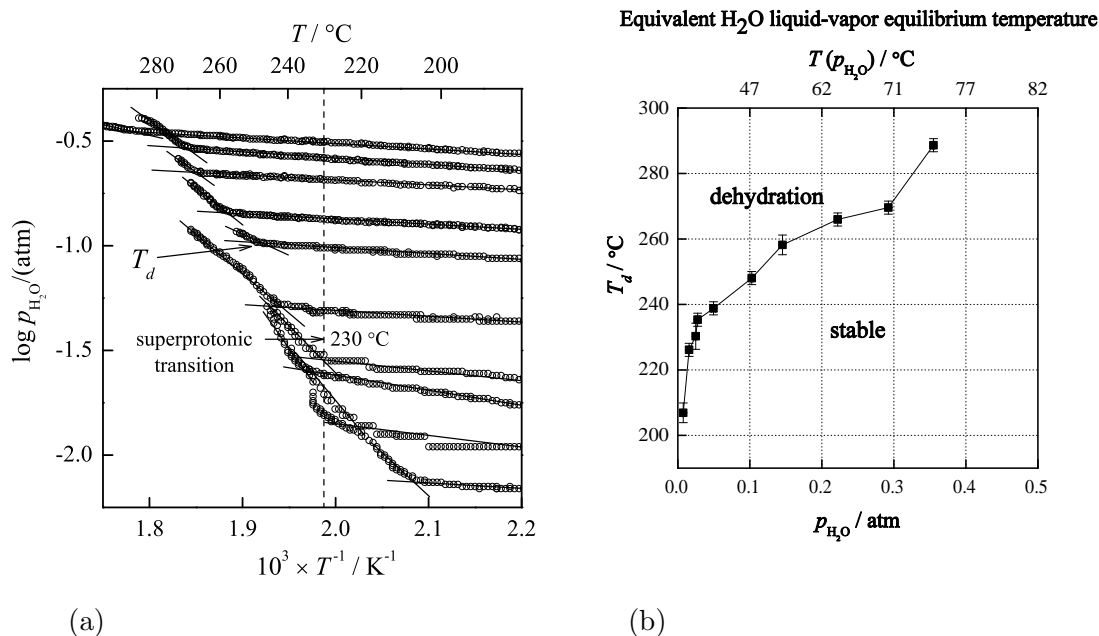 T / °C
280 260 240 220 200
-0.5
-1.0
-1.5
-2.0
log p_H₂O/(atm)
T_d
superprotonic
transition
230 °C
1.8 1.9 2.0 2.1 2.2
10³ × T⁻¹ / K⁻¹
(a)
Equivalent H₂O liquid-vapor equilibrium temperature
T (p_H₂O) / °C
47 62 71 77 82
300
280
260
240
220
200
T_d / °C
dehydration
stable
0.0 0.1 0.2 0.3 0.4 0.5
p_H₂O / atm
(b)